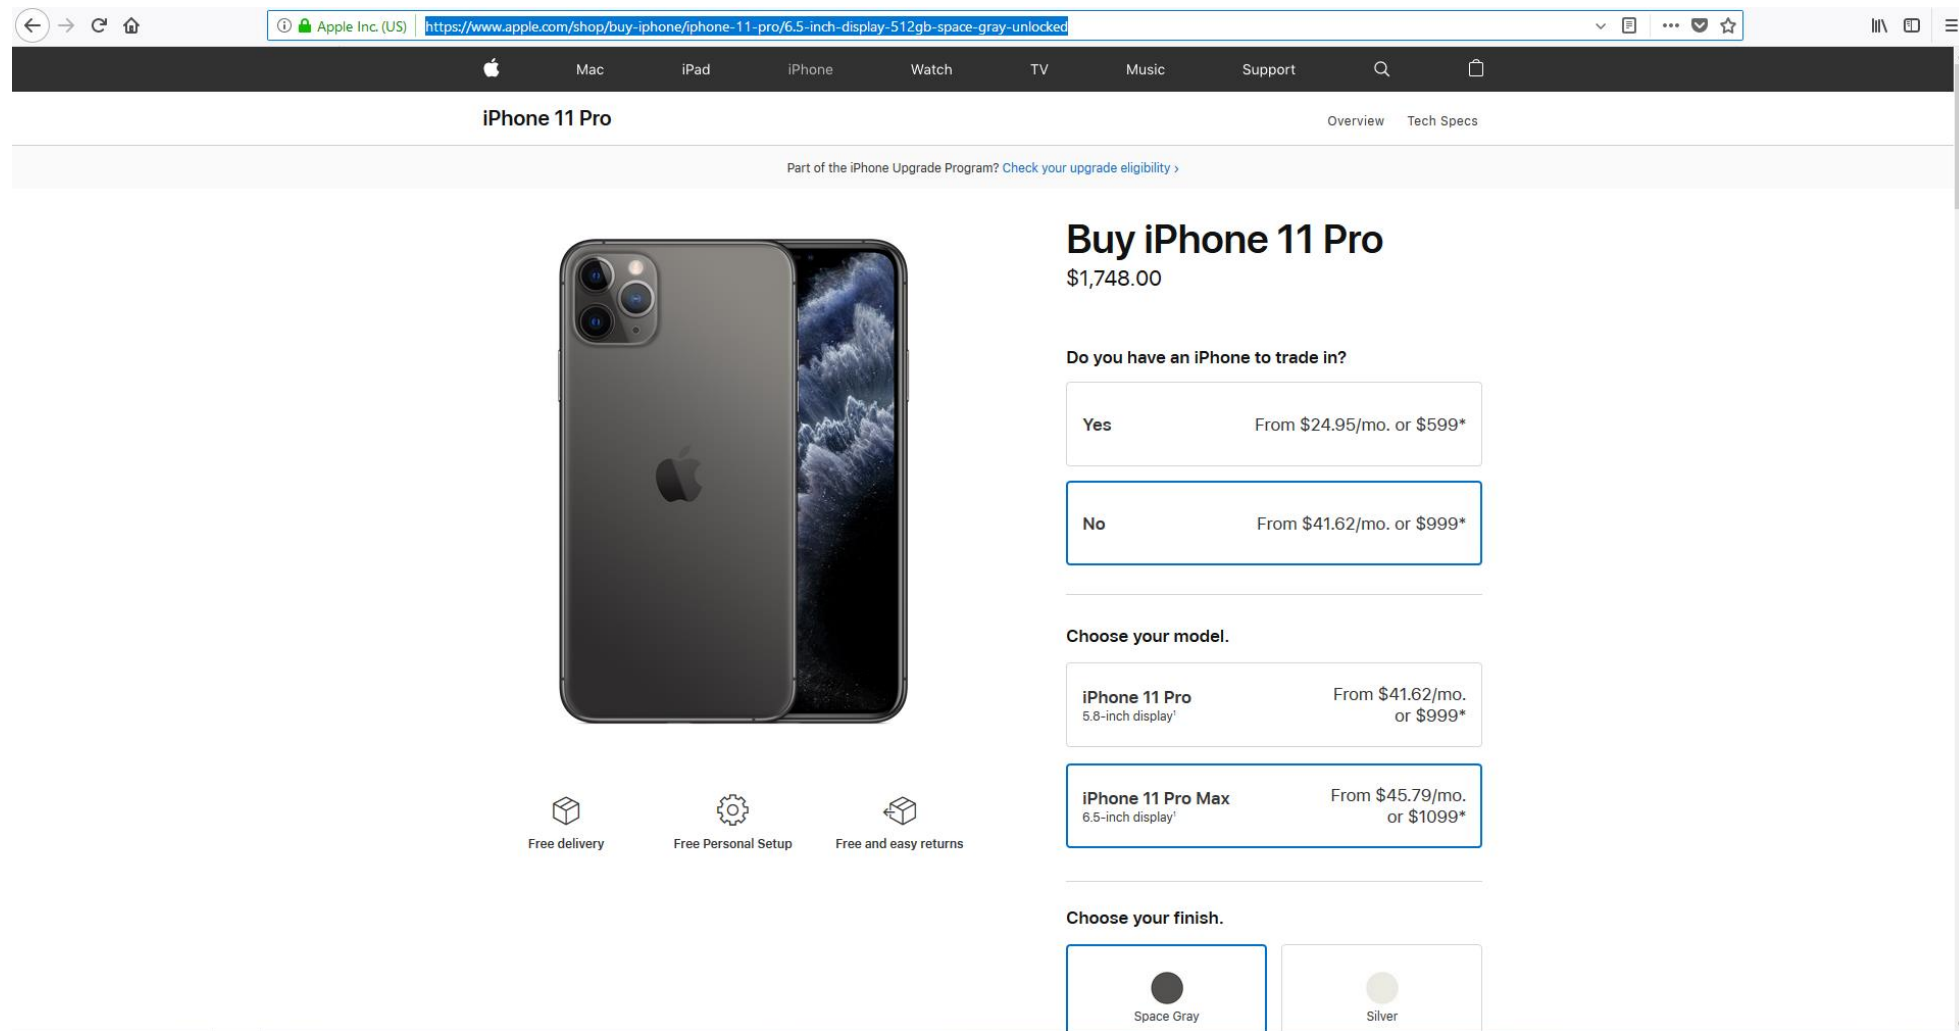 Apple Inc. (US) https://www.apple.com/shop/buy-iphone/iphone-11-pro/6.5-inch-display-512gb-space-gray-unlocked
Mac iPad iPhone Watch TV Music Support
iPhone 11 Pro
Overview Tech Specs
Part of the iPhone Upgrade Program? Check your upgrade eligibility ›
Buy iPhone 11 Pro
$1,748.00
Do you have an iPhone to trade in?
Yes From $24.95/mo. or $599*
No From $41.62/mo. or $999*
Choose your model.
iPhone 11 Pro From $41.62/mo.
5.8-inch display¹ or $999*
iPhone 11 Pro Max From $45.79/mo.
6.5-inch display¹ or $1099*
Free delivery Free Personal Setup Free and easy returns
Choose your finish.
Space Gray Silver